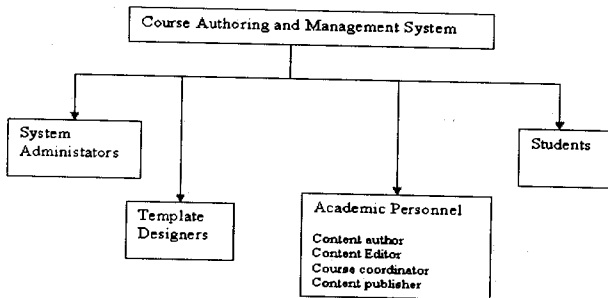 Course Authoring and Management System
System
Administators
Students
Template
Designers
Academic Personnel
Content author
Content Editor
Course coordinator
Content publisher